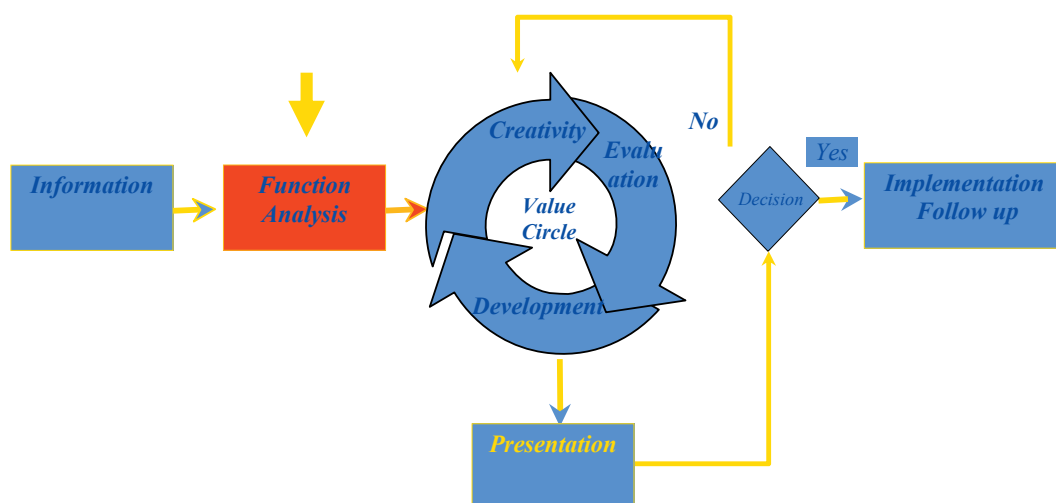 Information
Function
Analysis
Creativity
Evalu
ation
Value
Circle
Development
Presentation
No
Decision
Yes
Implementation
Follow up